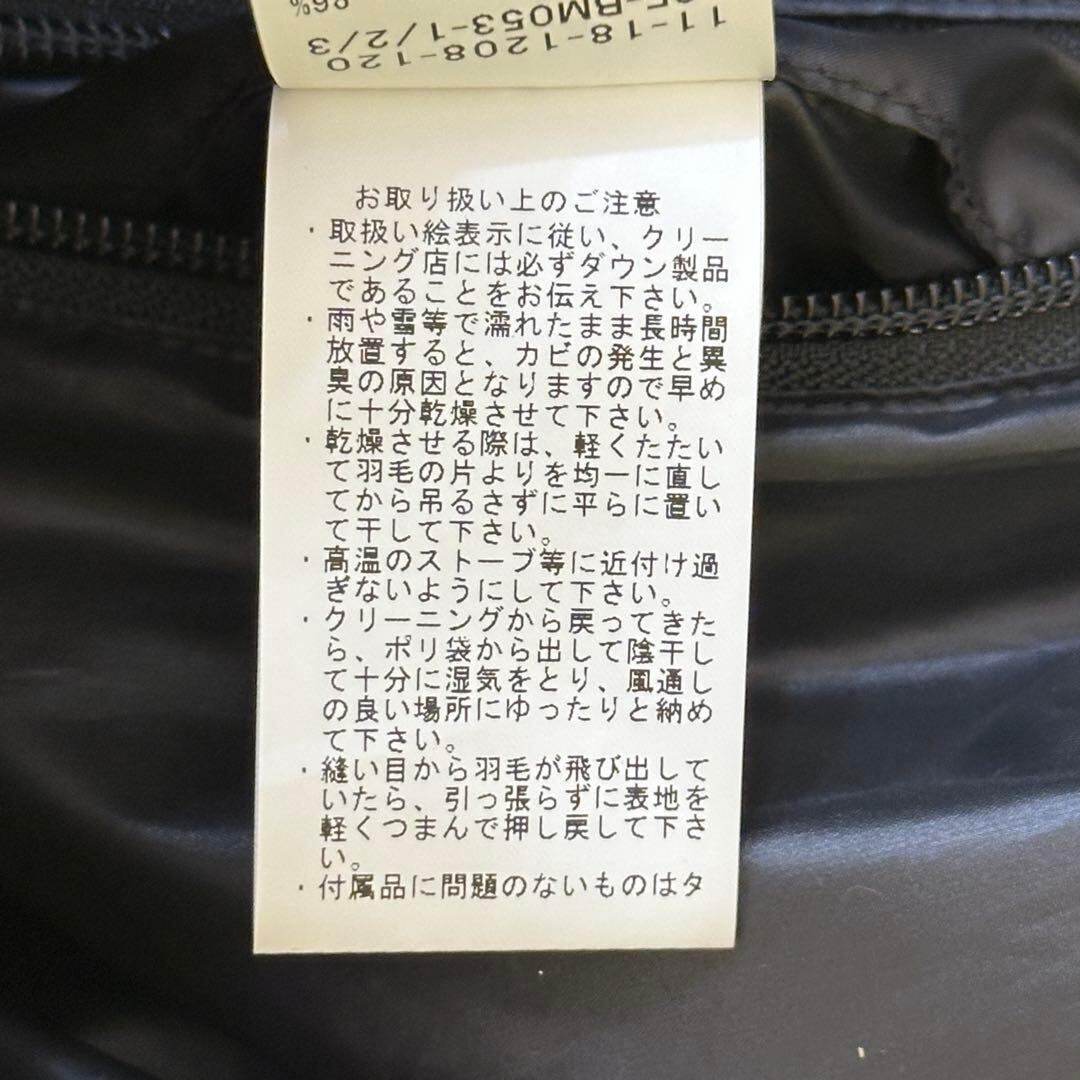 11-18-1208-120
5-BM053-1/2/3
86%
お取り扱い上のご注意
・取扱い絵表示に従い、クリー
ニング店には必ずダウン製品
であることをお伝え下さい。
・雨や雪等で濡れたまま長時間
放置すると、カビの発生と異
臭の原因となりますので早め
に十分乾燥させて下さい。
・乾燥させる際は、軽くたたい
て羽毛の片よりを均一に直し
てから吊るさずに平らに置い
て干して下さい。
・高温のストーブ等に近付け過
ぎないようにして下さい。
・クリーニングから戻ってきた
ら、ポリ袋から出して陰干し
て十分に湿気をとり、風通し
の良い場所にゆったりと納め
て下さい。
・縫い目から羽毛が飛び出して
いたら、引っ張らずに表地を
軽くつまんで押し戻して下さ
い。
・付属品に問題のないものはタ